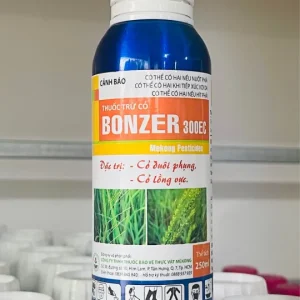 CẢNH BÁO
CÓ THỂ CÓ HẠI NẾU NUỐT PHẢI
CÓ THỂ CÓ HẠI KHI TIẾP XÚC VỚI DA
CÓ THỂ CÓ HẠI NẾU HÍT PHẢI
THUỐC TRỪ CỎ
BONZER 300EC
Mekong Pesticides
Đặc trị: - Cỏ đuôi phụng,
- Cỏ lồng vực.
Thể tích
250ml